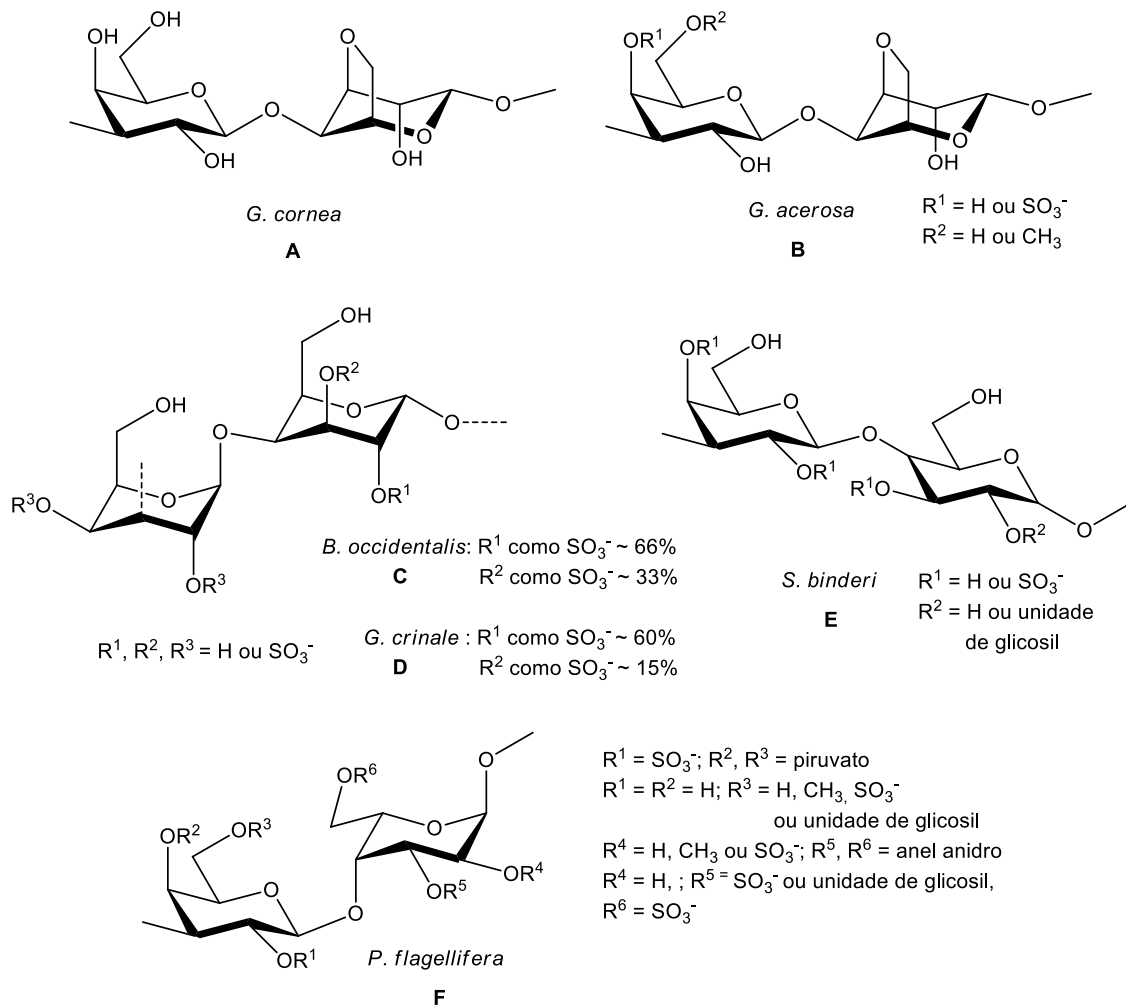 OH
OH
O
OH
O
O
O
OH
O
G. cornea
A
OR¹
OR²
O
OH
O
O
O
OH
O
G. acerosa
B
R¹ = H ou SO₃⁻
R² = H ou CH₃
OH
OR²
O
O
OR¹
OH
O
O
R³O
OR³
B. occidentalis: R¹ como SO₃⁻ ~ 66%
C R² como SO₃⁻ ~ 33%
G. crinale : R¹ como SO₃⁻ ~ 60%
D R² como SO₃⁻ ~ 15%
R¹, R², R³ = H ou SO₃⁻
OR¹
OH
O
OR¹
O
OH
O
R¹O
OR²
O
S. binderi
E
R¹ = H ou SO₃⁻
R² = H ou unidade
de glicosil
OR²
OR³
O
OR¹
O
OR⁶
O
O
OR⁴
OR⁵
P. flagellifera
F
R¹ = SO₃⁻; R², R³ = piruvato
R¹ = R² = H; R³ = H, CH₃, SO₃⁻
ou unidade de glicosil
R⁴ = H, CH₃ ou SO₃⁻; R⁵, R⁶ = anel anidro
R⁴ = H, ; R⁵ = SO₃⁻ ou unidade de glicosil,
R⁶ = SO₃⁻